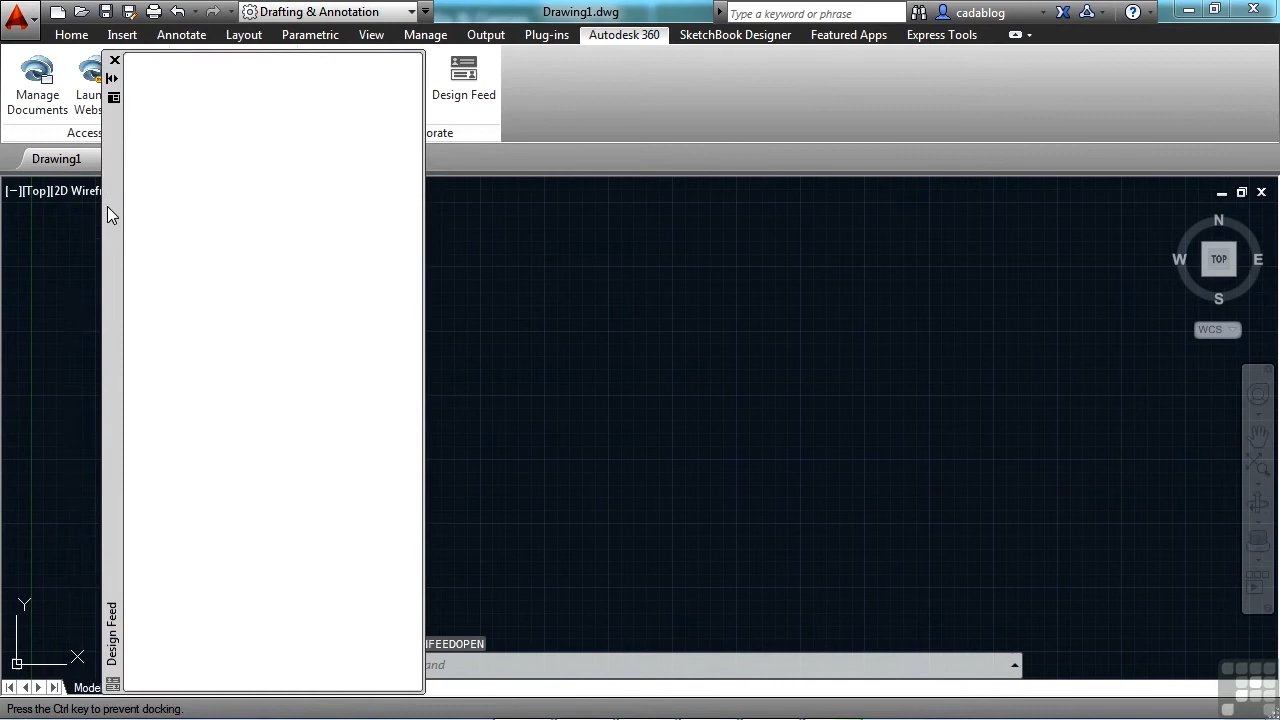 Drafting & Annotation
Drawing1.dwg
Type a keyword or phrase
cadablog
Home Insert Annotate Layout Parametric View Manage Output Plug-ins Autodesk 360 SketchBook Designer Featured Apps Express Tools
Manage
Documents
Laun
Webs
Design Feed
Access
orate
Drawing1
[−][Top][2D Wirefr
N
W TOP E
S
WCS
Y
X
Design Feed
IFEEDOPEN
and
Mode
Press the Ctrl key to prevent docking.